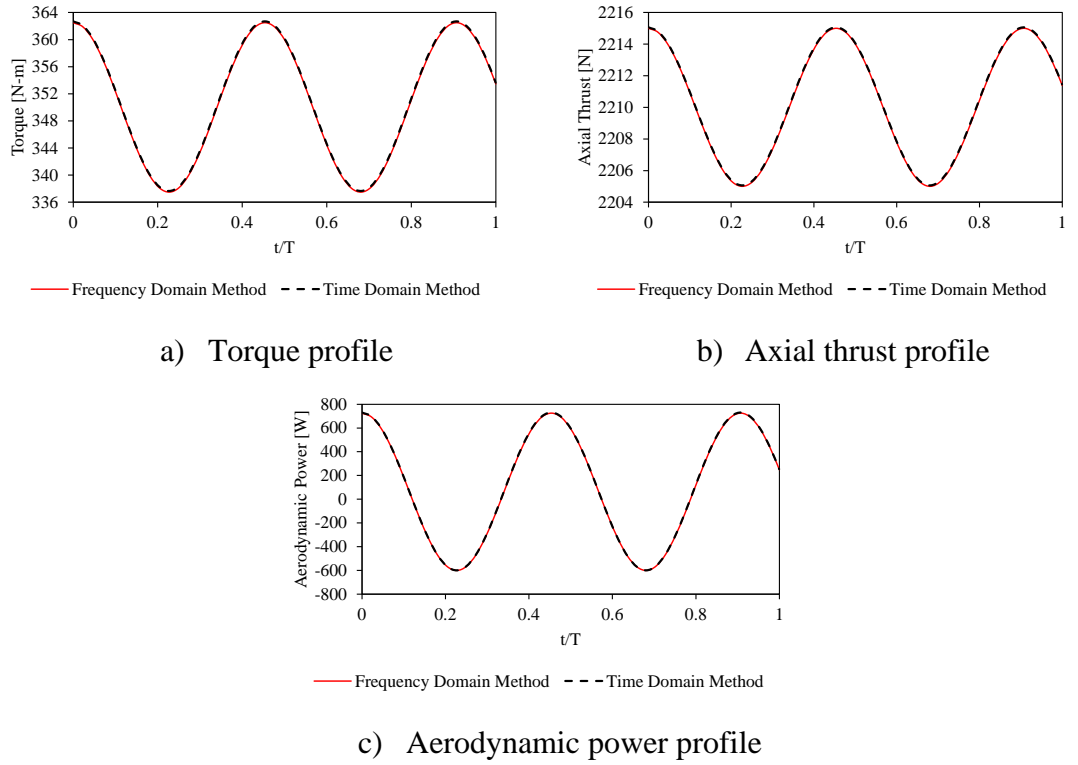 364
360
356
352
348
344
340
336
Torque [N-m]
0 0.2 0.4 0.6 0.8 1
t/T
Frequency Domain Method Time Domain Method
a) Torque profile
2216
2214
2212
2210
2208
2206
2204
Axial Thrust [N]
0 0.2 0.4 0.6 0.8 1
t/T
Frequency Domain Method Time Domain Method
b) Axial thrust profile
800
600
400
200
0
-200
-400
-600
-800
Aerodynamic Power [W]
0 0.2 0.4 0.6 0.8 1
t/T
Frequency Domain Method Time Domain Method
c) Aerodynamic power profile